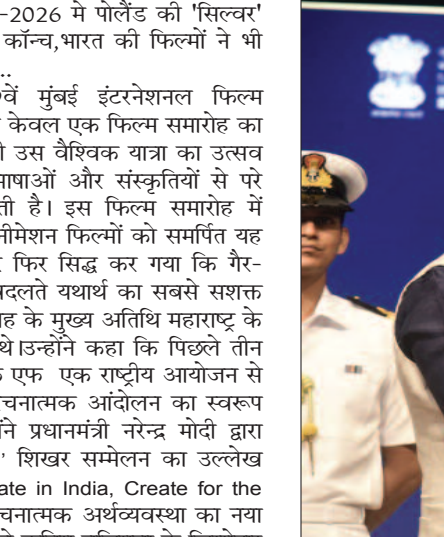 -2026 मे पोलैंड की 'सिल्वर'
कॉन्च,भारत की फिल्मों ने भी
..
वें मुंबई इंटरनेशनल फिल्म
केवल एक फिल्म समारोह का
उस वैश्विक यात्रा का उत्सव
भाषाओं और संस्कृतियों से परे
ती है। इस फिल्म समारोह में
नीमेशन फिल्मों को समर्पित यह
फिर सिद्ध कर गया कि गैर-
बदलते यथार्थ का सबसे सशक्त
ह के मुख्य अतिथि महाराष्ट्र के
थे।उन्होंने कहा कि पिछले तीन
एफ एक राष्ट्रीय आयोजन से
रचनात्मक आंदोलन का स्वरूप
ने प्रधानमंत्री नरेन्द्र मोदी द्वारा
' शिखर सम्मेलन का उल्लेख
ate in India, Create for the
चनात्मक अर्थव्यवस्था का नया